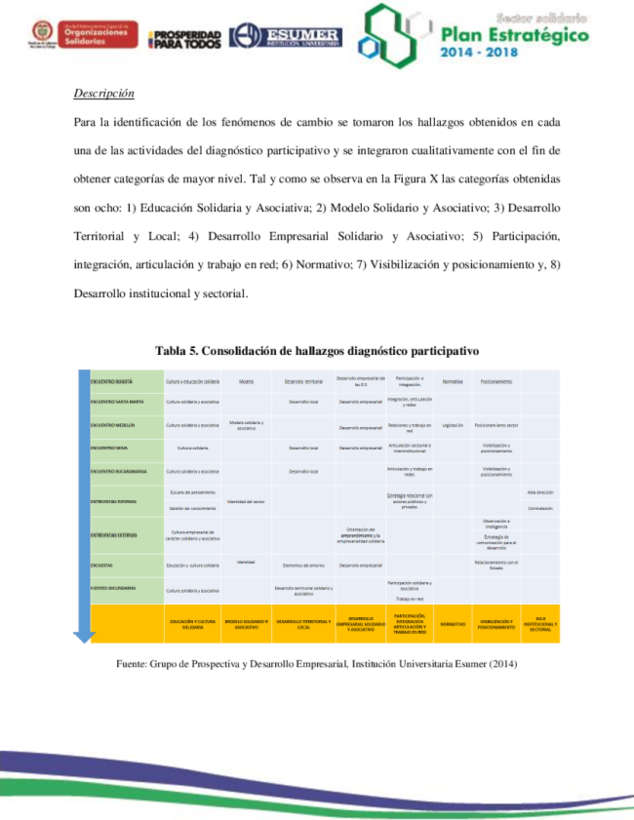 Unidad Administrativa Especial de
Organizaciones
Solidarias
PROSPERIDAD
PARA TODOS
ESUMER
INSTITUCIÓN UNIVERSITARIA
Sector solidario
Plan Estratégico
2014 - 2018
Descripción
Para la identificación de los fenómenos de cambio se tomaron los hallazgos obtenidos en cada
una de las actividades del diagnóstico participativo y se integraron cualitativamente con el fin de
obtener categorías de mayor nivel. Tal y como se observa en la Figura X las categorías obtenidas
son ocho: 1) Educación Solidaria y Asociativa; 2) Modelo Solidario y Asociativo; 3) Desarrollo
Territorial y Local; 4) Desarrollo Empresarial Solidario y Asociativo; 5) Participación,
integración, articulación y trabajo en red; 6) Normativo; 7) Visibilización y posicionamiento y, 8)
Desarrollo institucional y sectorial.
Tabla 5. Consolidación de hallazgos diagnóstico participativo
ENCUENTRO BOGOTÁ Cultura y educación solidaria Modelo Desarrollo territorial Desarrollo empresarial de las O.S Participación e integración. Normativa Posicionamiento
ENCUENTRO SANTA MARTA Cultura solidaria y asociativa Desarrollo local Desarrollo empresarial Integración, articulación y redes
ENCUENTRO MEDELLÍN Cultura solidaria y asociativa Modelo solidario y asociativo Desarrollo empresarial Relaciones y trabajo en red Legislación Posicionamiento sector
ENCUENTRO NEIVA Cultura solidaria Desarrollo local Desarrollo empresarial Articulación sectorial e interinstitucional Visibilización y posicionamiento
ENCUENTRO BUCARAMANGA Cultura solidaria y asociativa Desarrollo local Articulación y trabajo en redes Visibilización y posicionamiento
ENTREVISTAS INTERNAS Escuela de pensamiento Gestión de conocimiento Identidad del sector Estrategia relacional con actores públicos y privados Alta dirección Contratación
ENTREVISTAS EXTERNAS Cultura empresarial de carácter solidario y asociativo Orientación del emprendimiento y la empresarialidad solidaria Observación e inteligencia Estrategia de comunicación para el desarrollo
ENCUESTAS Educación y cultura solidaria Identidad Elementos del entorno Desarrollo empresarial Relacionamiento con el Estado
FUENTES SECUNDARIAS Cultura solidaria y asociativa Desarrollo territorial solidario y asociativo Participación solidaria y asociativa Trabajo en red
EDUCACIÓN Y CULTURA SOLIDARIA MODELO SOLIDARIO Y ASOCIATIVO DESARROLLO TERRITORIAL Y LOCAL DESARROLLO EMPRESARIAL SOLIDARIO Y ASOCIATIVO PARTICIPACIÓN, INTEGRACIÓN ARTICULACIÓN Y TRABAJO EN RED NORMATIVO VISIBILIZACIÓN Y POSICIONAMIENTO INSTITUCIONAL Y SECTORIAL
Fuente: Grupo de Prospectiva y Desarrollo Empresarial, Institución Universitaria Esumer (2014)